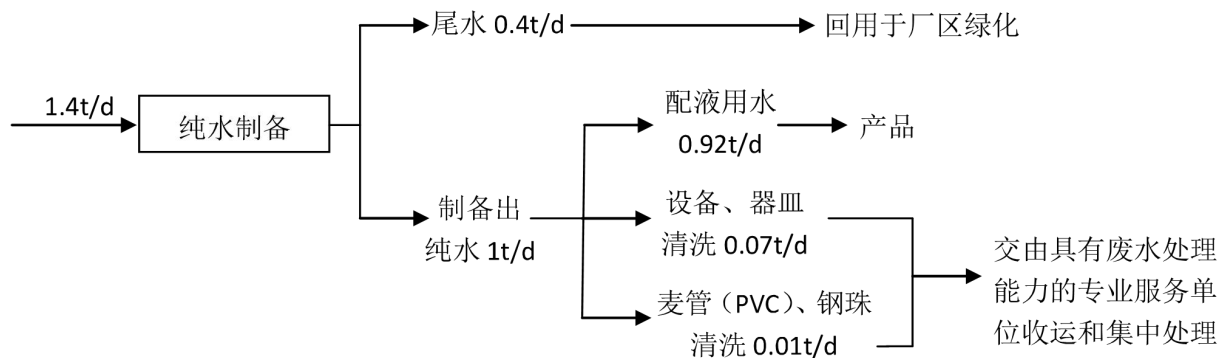 尾水 0.4t/d
回用于厂区绿化
1.4t/d
纯水制备
配液用水
0.92t/d
产品
制备出
纯水 1t/d
设备、器皿
清洗 0.07t/d
麦管（PVC）、钢珠
清洗 0.01t/d
交由具有废水处理
能力的专业服务单
位收运和集中处理